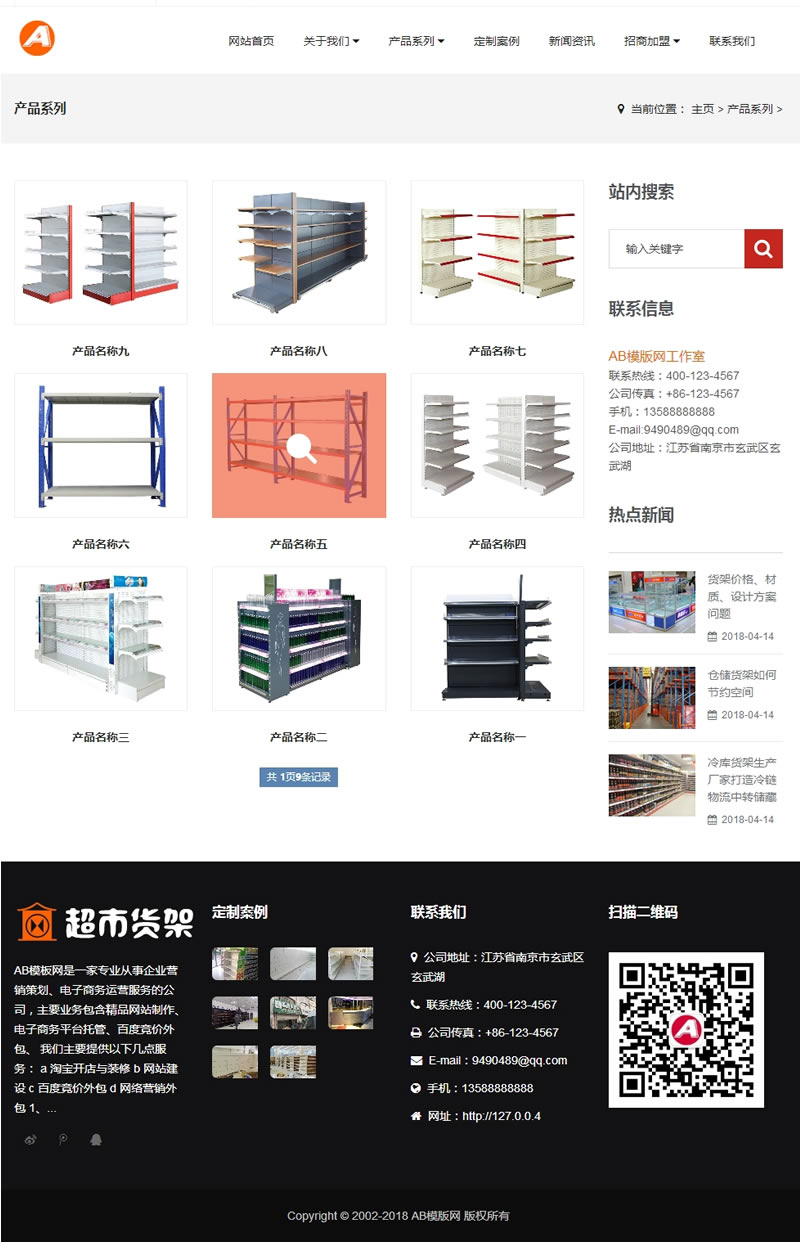 A
网站首页 关于我们 产品系列 定制案例 新闻资讯 招商加盟 联系我们
产品系列
当前位置： 主页 > 产品系列 >
产品名称九
产品名称八
产品名称七
产品名称六
产品名称五
产品名称四
产品名称三
产品名称二
产品名称一
共 1页9条记录
站内搜索
输入关键字
联系信息
AB模版网工作室
联系热线：400-123-4567
公司传真：+86-123-4567
手机：13588888888
E-mail:9490489@qq.com
公司地址：江苏省南京市玄武区玄
武湖
热点新闻
货架价格、材
质、设计方案
问题
2018-04-14
仓储货架如何
节约空间
2018-04-14
冷库货架生产
厂家打造冷链
物流中转储藏
2018-04-14
超市货架
AB模板网是一家专业从事企业营
销策划、电子商务运营服务的公
司，主要业务包含精品网站制作、
电子商务平台托管、百度竞价外
包、 我们主要提供以下几点服
务： a 淘宝开店与装修 b 网站建
设 c 百度竞价外包 d 网络营销外
包 1、...
定制案例
联系我们
公司地址：江苏省南京市玄武区
玄武湖
联系热线：400-123-4567
公司传真：+86-123-4567
E-mail：9490489@qq.com
手机：13588888888
网址：http://127.0.0.4
扫描二维码
A
Copyright © 2002-2018 AB模版网 版权所有